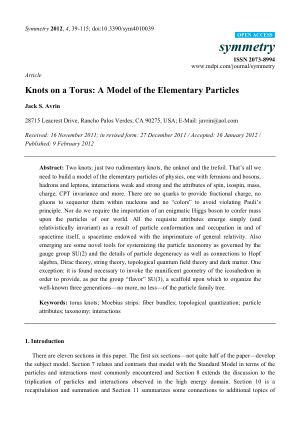 Symmetry 2012, 4, 39-115; doi:10.3390/sym4010039
OPEN ACCESS
symmetry
ISSN 2073-8994
www.mdpi.com/journal/symmetry
Article
Knots on a Torus: A Model of the Elementary Particles
Jack S. Avrin
28715 Leacrest Drive, Rancho Palos Verdes, CA 90275, USA; E-Mail: javrin@aol.com
Received: 16 November 2011; in revised form: 27 December 2011 / Accepted: 16 January 2012 /
Published: 9 February 2012
Abstract: Two knots; just two rudimentary knots, the unknot and the trefoil. That's all we
need to build a model of the elementary particles of physics, one with fermions and bosons,
hadrons and leptons, interactions weak and strong and the attributes of spin, isospin, mass,
charge, CPT invariance and more. There are no quarks to provide fractional charge, no
gluons to sequester them within nucleons and no "colors" to avoid violating Pauli's principle.
Nor do we require the importation of an enigmatic Higgs boson to confer mass
upon the particles of our world. All the requisite attributes emerge simply (and
relativistically invariant) as a result of particle conformation and occupation in and of
spacetime itself, a spacetime endowed with the imprimature of general relativity. Also
emerging are some novel tools for systemizing the particle taxonomy as governed by the
gauge group SU(2) and the details of particle degeneracy as well as connections to Hopf
algebra, Dirac theory, string theory, topological quantum field theory and dark matter. One
exception: it is found necessary to invoke the munificent geometry of the icosahedron in
order to provide, as per the group "flavor" SU(3), a scaffold upon which to organize the
well-known three generations—no more, no less—of the particle family tree.
Keywords: torus knots; Moebius strips; fiber bundles; topological quantization; particle
attributes; taxonomy; interactions
1. Introduction
There are eleven sections in this paper. The first six sections—not quite half of the paper—develop
the subject model. Section 7 relates and contrasts that model with the Standard Model in terms of the
particles and interactions most commonly encountered and Section 8 extends the discussion to the
triplication of particles and interactions observed in the high energy domain. Section 10 is a
recapitulation and summation and Section 11 summarizes some connections to additional topics of